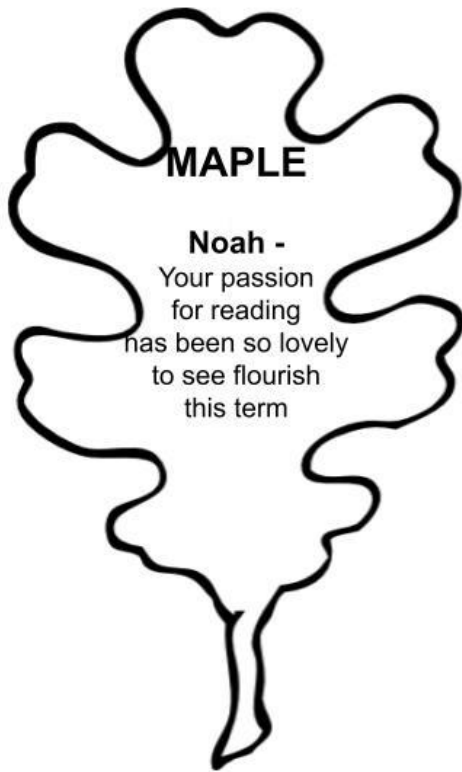 MAPLE
Noah -
Your passion
for reading
has been so lovely
to see flourish
this term